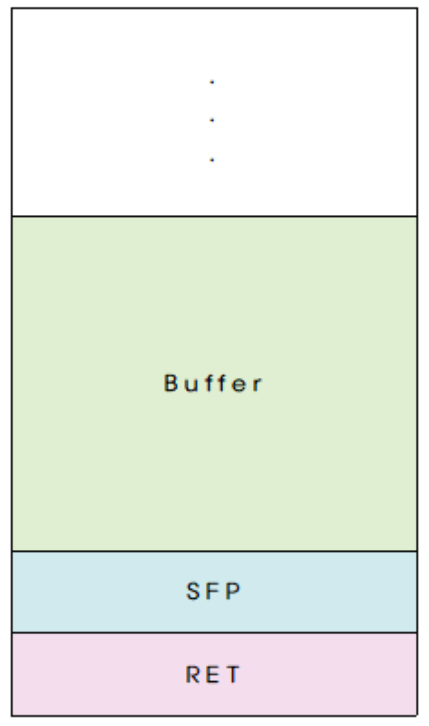 .
.
.
Buffer
SFP
RET